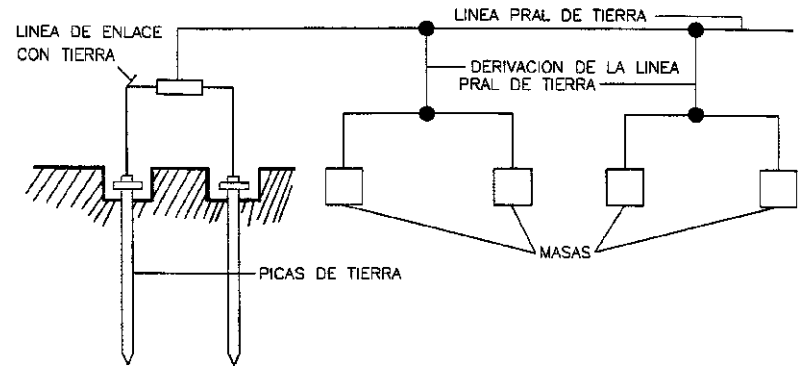 LINEA PRAL DE TIERRA
LINEA DE ENLACE
CON TIERRA
DERIVACION DE LA LINEA
PRAL DE TIERRA
MASAS
PICAS DE TIERRA